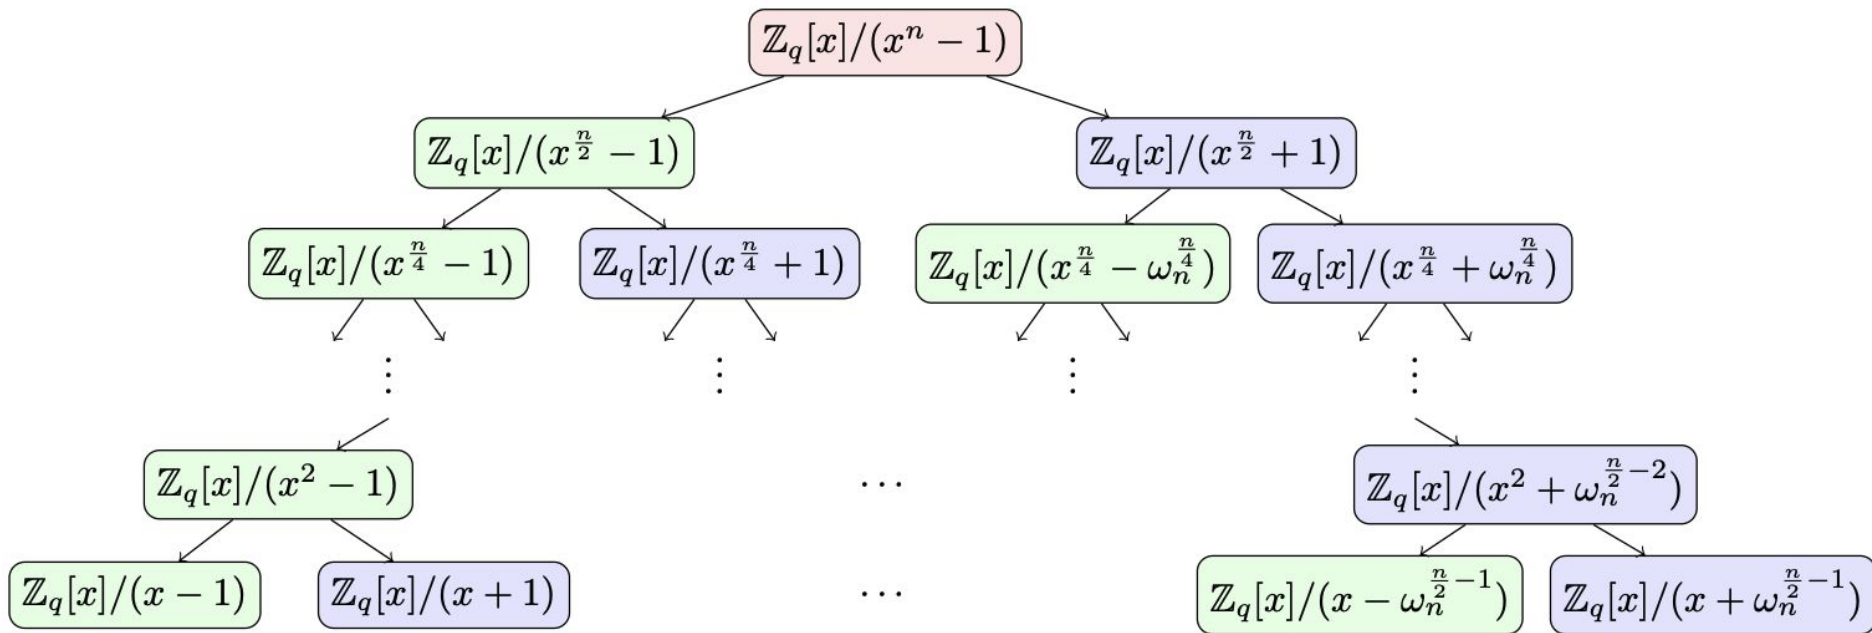 ℤ_q[x]/(x^n − 1)
ℤ_q[x]/(x^{n/2} − 1) ℤ_q[x]/(x^{n/2} + 1)
ℤ_q[x]/(x^{n/4} − 1) ℤ_q[x]/(x^{n/4} + 1) ℤ_q[x]/(x^{n/4} − ω_n^{n/4}) ℤ_q[x]/(x^{n/4} + ω_n^{n/4})
⋮ ⋮ ⋮ ⋮
ℤ_q[x]/(x^2 − 1) ⋯ ℤ_q[x]/(x^2 + ω_n^{n/2−2})
ℤ_q[x]/(x − 1) ℤ_q[x]/(x + 1) ⋯ ℤ_q[x]/(x − ω_n^{n/2−1}) ℤ_q[x]/(x + ω_n^{n/2−1})